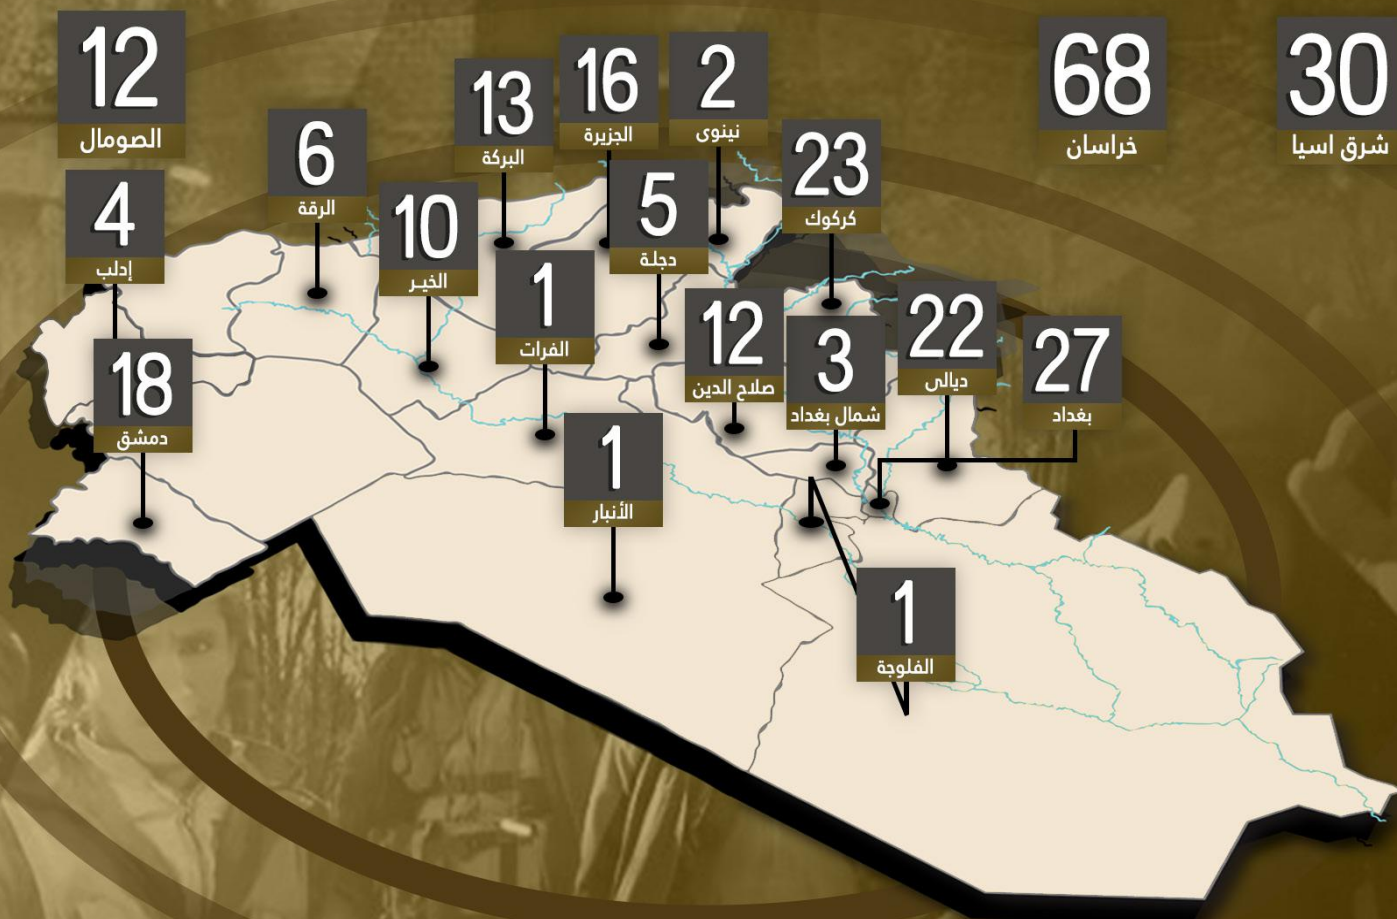 12
الصومال
68
خراسان
30
شرق اسيا
13
البركة
16
الجزيرة
2
نينوى
6
الرقة
23
كركوك
4
إدلب
10
الخير
5
دجلة
1
الفرات
12
صلاح الدين
3
شمال بغداد
22
ديالى
27
بغداد
18
دمشق
1
الأنبار
1
الفلوجة